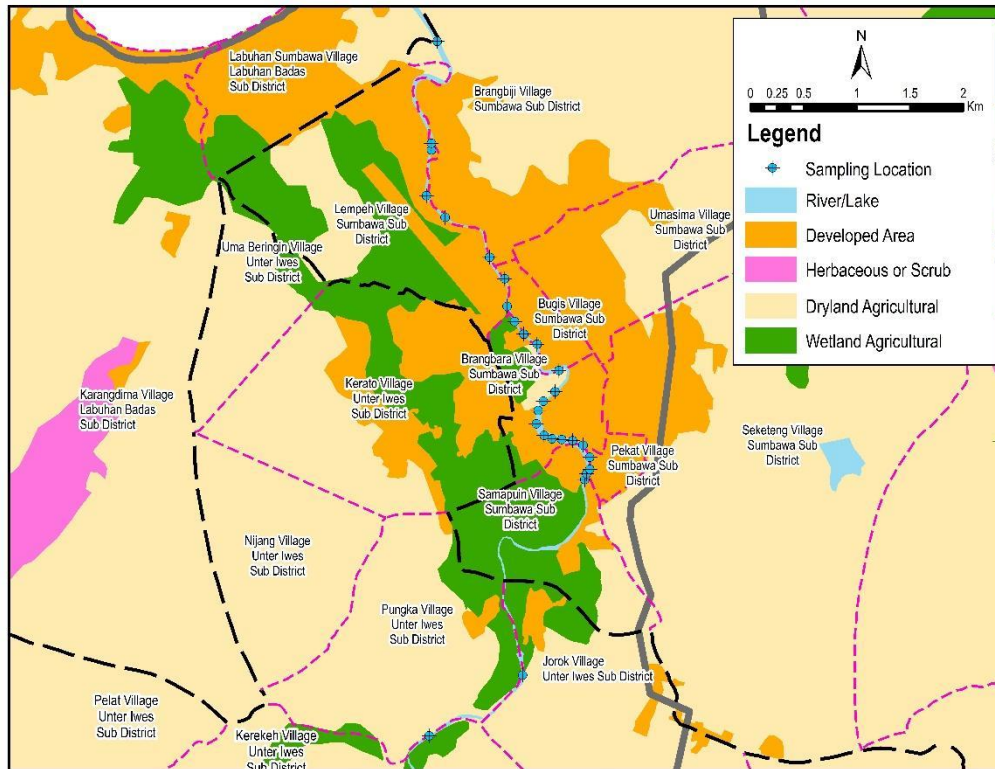 Labuhan Sumbawa Village
Labuhan Badas
Sub District
Brangbiji Village
Sumbawa Sub District
N
0 0.25 0.5 1 1.5 2
Km
Legend
Sampling Location
River/Lake
Developed Area
Herbaceous or Scrub
Dryland Agricultural
Wetland Agricultural
Lempeh Village
Sumbawa Sub
District
Umasima Village
Sumbawa Sub
District
Uma Beringin Village
Unter Iwes
Sub District
Bugis Village
Sumbawa Sub
District
Brangbara Village
Sumbawa Sub
District
Kerato Village
Unter Iwes
Sub District
Karangdima Village
Labuhan Badas
Sub District
Seketeng Village
Sumbawa Sub
District
Pekat Village
Sumbawa Sub
District
Samapuin Village
Sumbawa Sub
District
Nijang Village
Unter Iwes
Sub District
Pungka Village
Unter Iwes
Sub District
Jorok Village
Unter Iwes Sub District
Pelat Village
Unter Iwes
Sub District
Kerekeh Village
Unter Iwes
Sub District